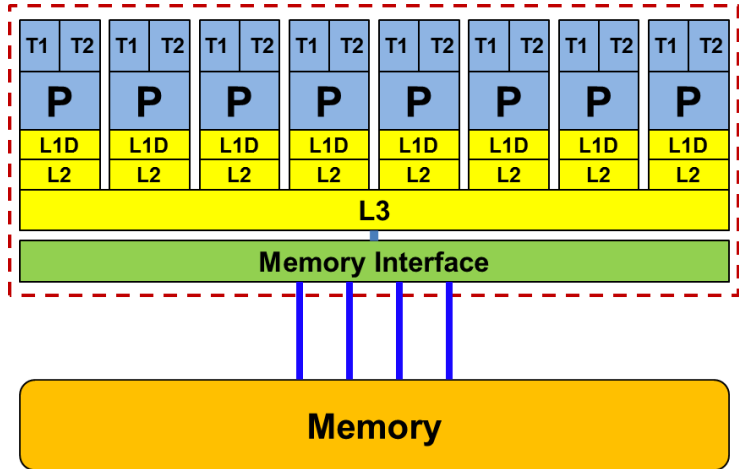 T1 T2 T1 T2 T1 T2 T1 T2 T1 T2 T1 T2 T1 T2 T1 T2
P P P P P P P P
L1D L1D L1D L1D L1D L1D L1D L1D
L2 L2 L2 L2 L2 L2 L2 L2
L3
Memory Interface
Memory